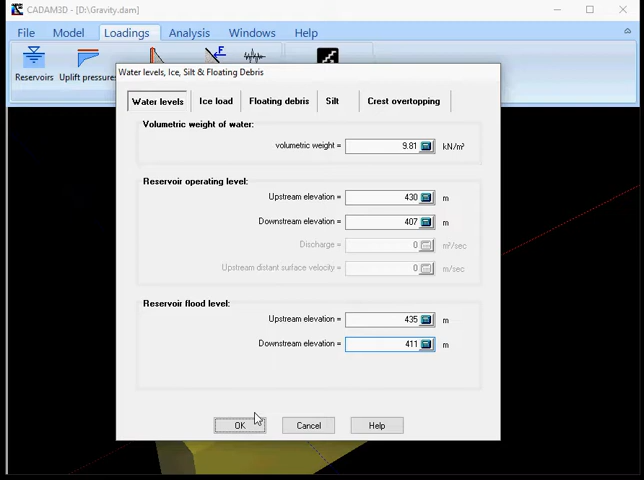 CADAM3D - [D:\Gravity.dam]
File Model Loadings Analysis Windows Help
Reservoirs Uplift pressures
Water levels, Ice, Silt & Floating Debris
Water levels Ice load Floating debris Silt Crest overtopping
Volumetric weight of water:
volumetric weight = 9.81 kN/m³
Reservoir operating level:
Upstream elevation = 430 m
Downstream elevation = 407 m
Discharge = 0 m³/sec
Upstream distant surface velocity = 0 m/sec
Reservoir flood level:
Upstream elevation = 435 m
Downstream elevation = 411 m
OK Cancel Help